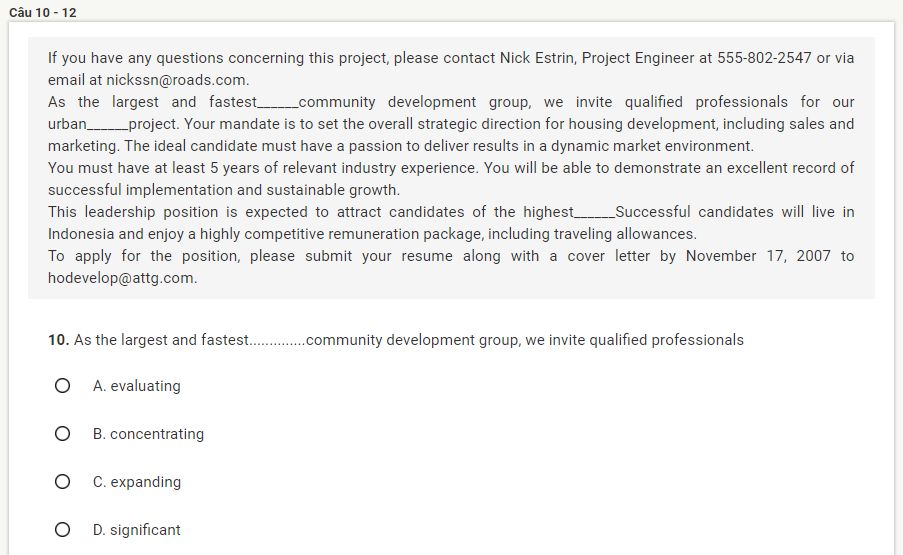 Câu 10 - 12
If you have any questions concerning this project, please contact Nick Estrin, Project Engineer at 555-802-2547 or via
email at nickssn@roads.com.
As the largest and fastest______community development group, we invite qualified professionals for our
urban______project. Your mandate is to set the overall strategic direction for housing development, including sales and
marketing. The ideal candidate must have a passion to deliver results in a dynamic market environment.
You must have at least 5 years of relevant industry experience. You will be able to demonstrate an excellent record of
successful implementation and sustainable growth.
This leadership position is expected to attract candidates of the highest______Successful candidates will live in
Indonesia and enjoy a highly competitive remuneration package, including traveling allowances.
To apply for the position, please submit your resume along with a cover letter by November 17, 2007 to
hodevelop@attg.com.
10. As the largest and fastest..............community development group, we invite qualified professionals
A. evaluating
B. concentrating
C. expanding
D. significant